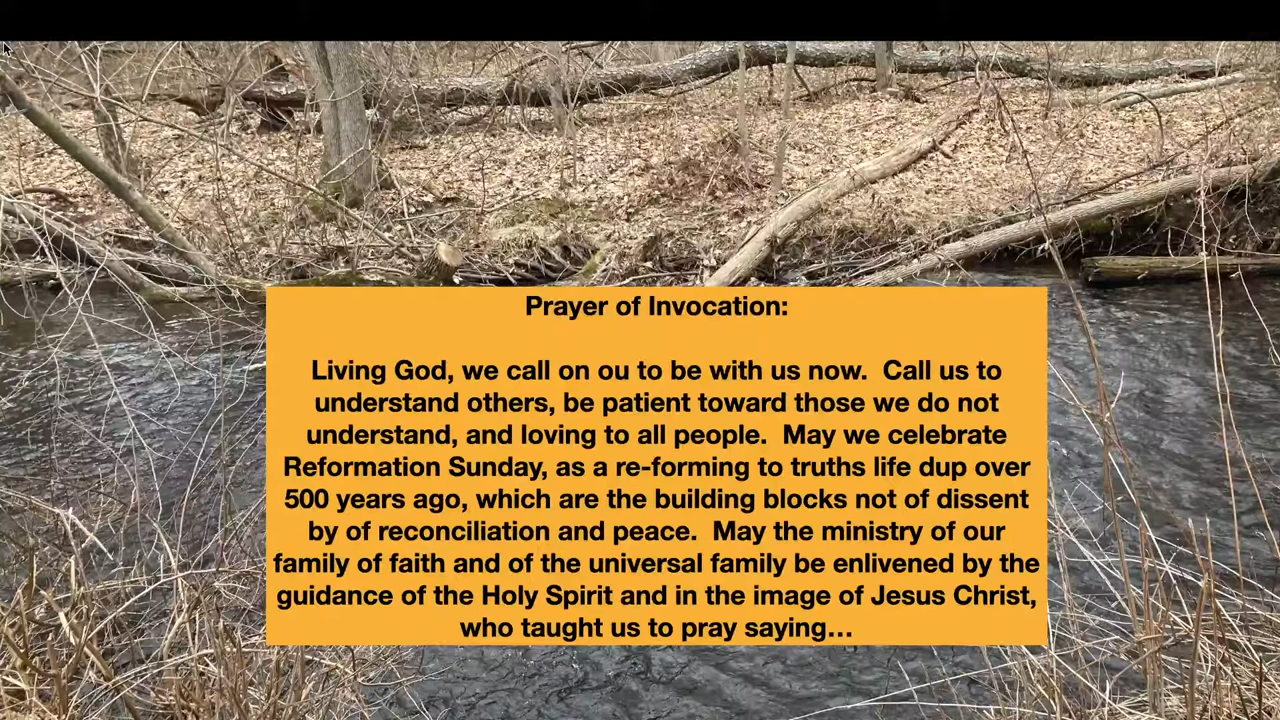 Prayer of Invocation:
Living God, we call on ou to be with us now.  Call us to
understand others, be patient toward those we do not
understand, and loving to all people.  May we celebrate
Reformation Sunday, as a re-forming to truths life dup over
500 years ago, which are the building blocks not of dissent
by of reconciliation and peace.  May the ministry of our
family of faith and of the universal family be enlivened by the
guidance of the Holy Spirit and in the image of Jesus Christ,
who taught us to pray saying…